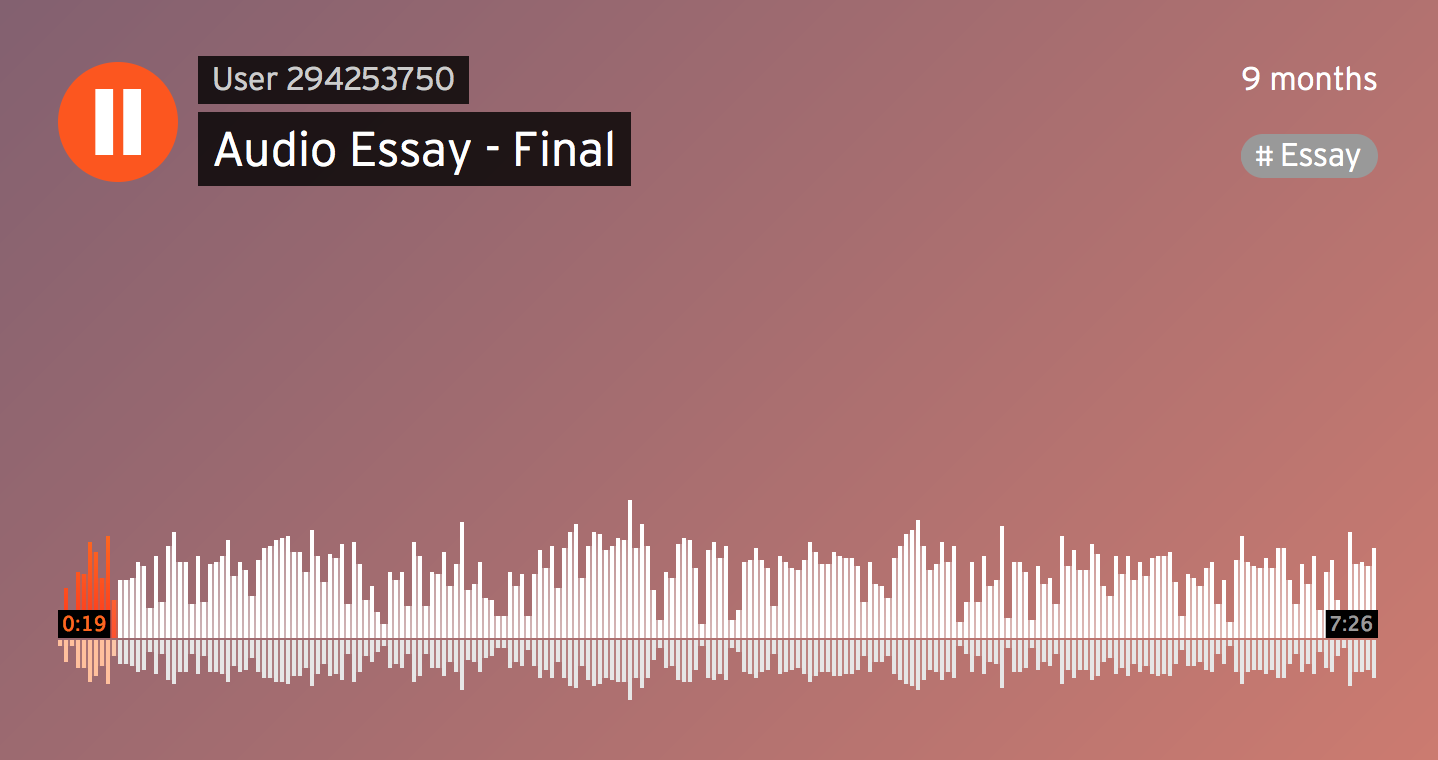 User 294253750
9 months
Audio Essay - Final
# Essay
0:19
7:26